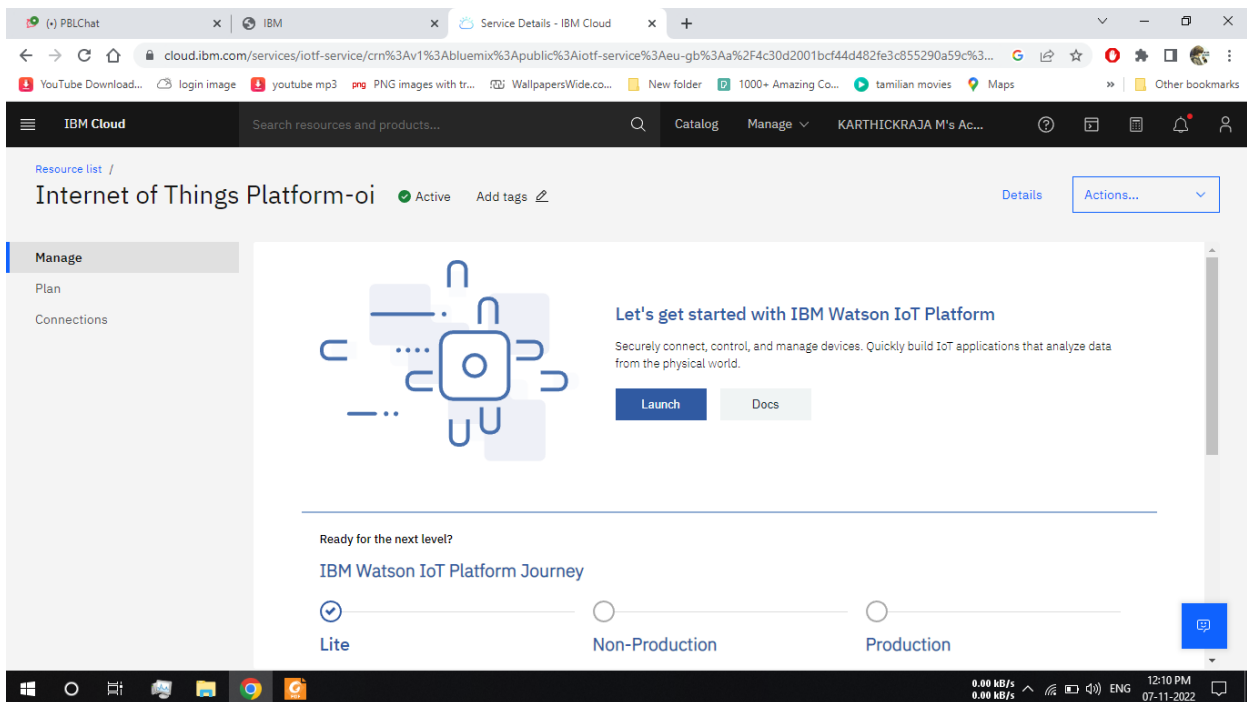 (•) PBLChat
IBM
Service Details - IBM Cloud
cloud.ibm.com/services/iotf-service/crn%3Av1%3Abluemix%3Apublic%3Aiotf-service%3Aeu-gb%3Aa%2F4c30d2001bcf44d482fe3c855290a59c%3...
YouTube Download... login image youtube mp3 png PNG images with tr... WallpapersWide.co... New folder 1000+ Amazing Co... tamilian movies Maps » Other bookmarks
IBM Cloud Search resources and products... Catalog Manage KARTHICKRAJA M's Ac...
Resource list /
Internet of Things Platform-oi Active Add tags Details Actions...
Manage
Plan
Connections
Let's get started with IBM Watson IoT Platform
Securely connect, control, and manage devices. Quickly build IoT applications that analyze data
from the physical world.
Launch Docs
Ready for the next level?
IBM Watson IoT Platform Journey
Lite Non-Production Production
0.00 kB/s
0.00 kB/s
ENG
12:10 PM
07-11-2022